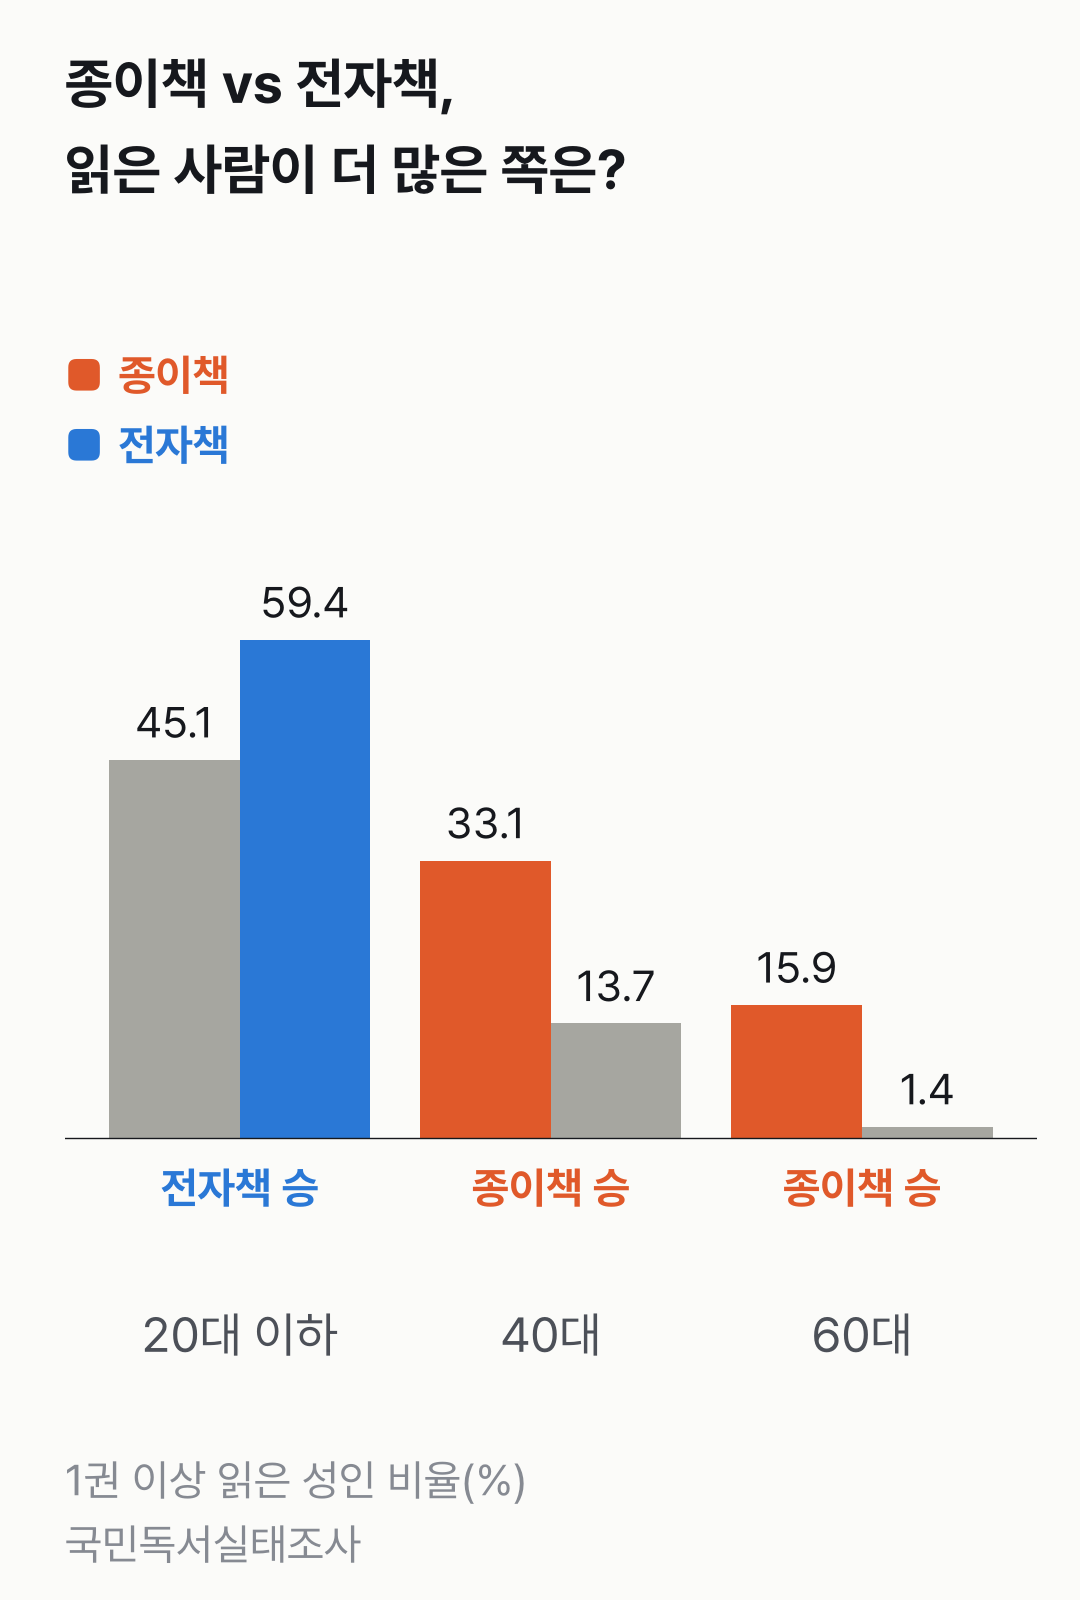 종이책 vs 전자책,
읽은 사람이 더 많은 쪽은?
종이책
전자책
59.4
45.1
33.1
13.7
15.9
1.4
전자책 승
종이책 승
종이책 승
20대 이하
40대
60대
1권 이상 읽은 성인 비율(%)
국민독서실태조사